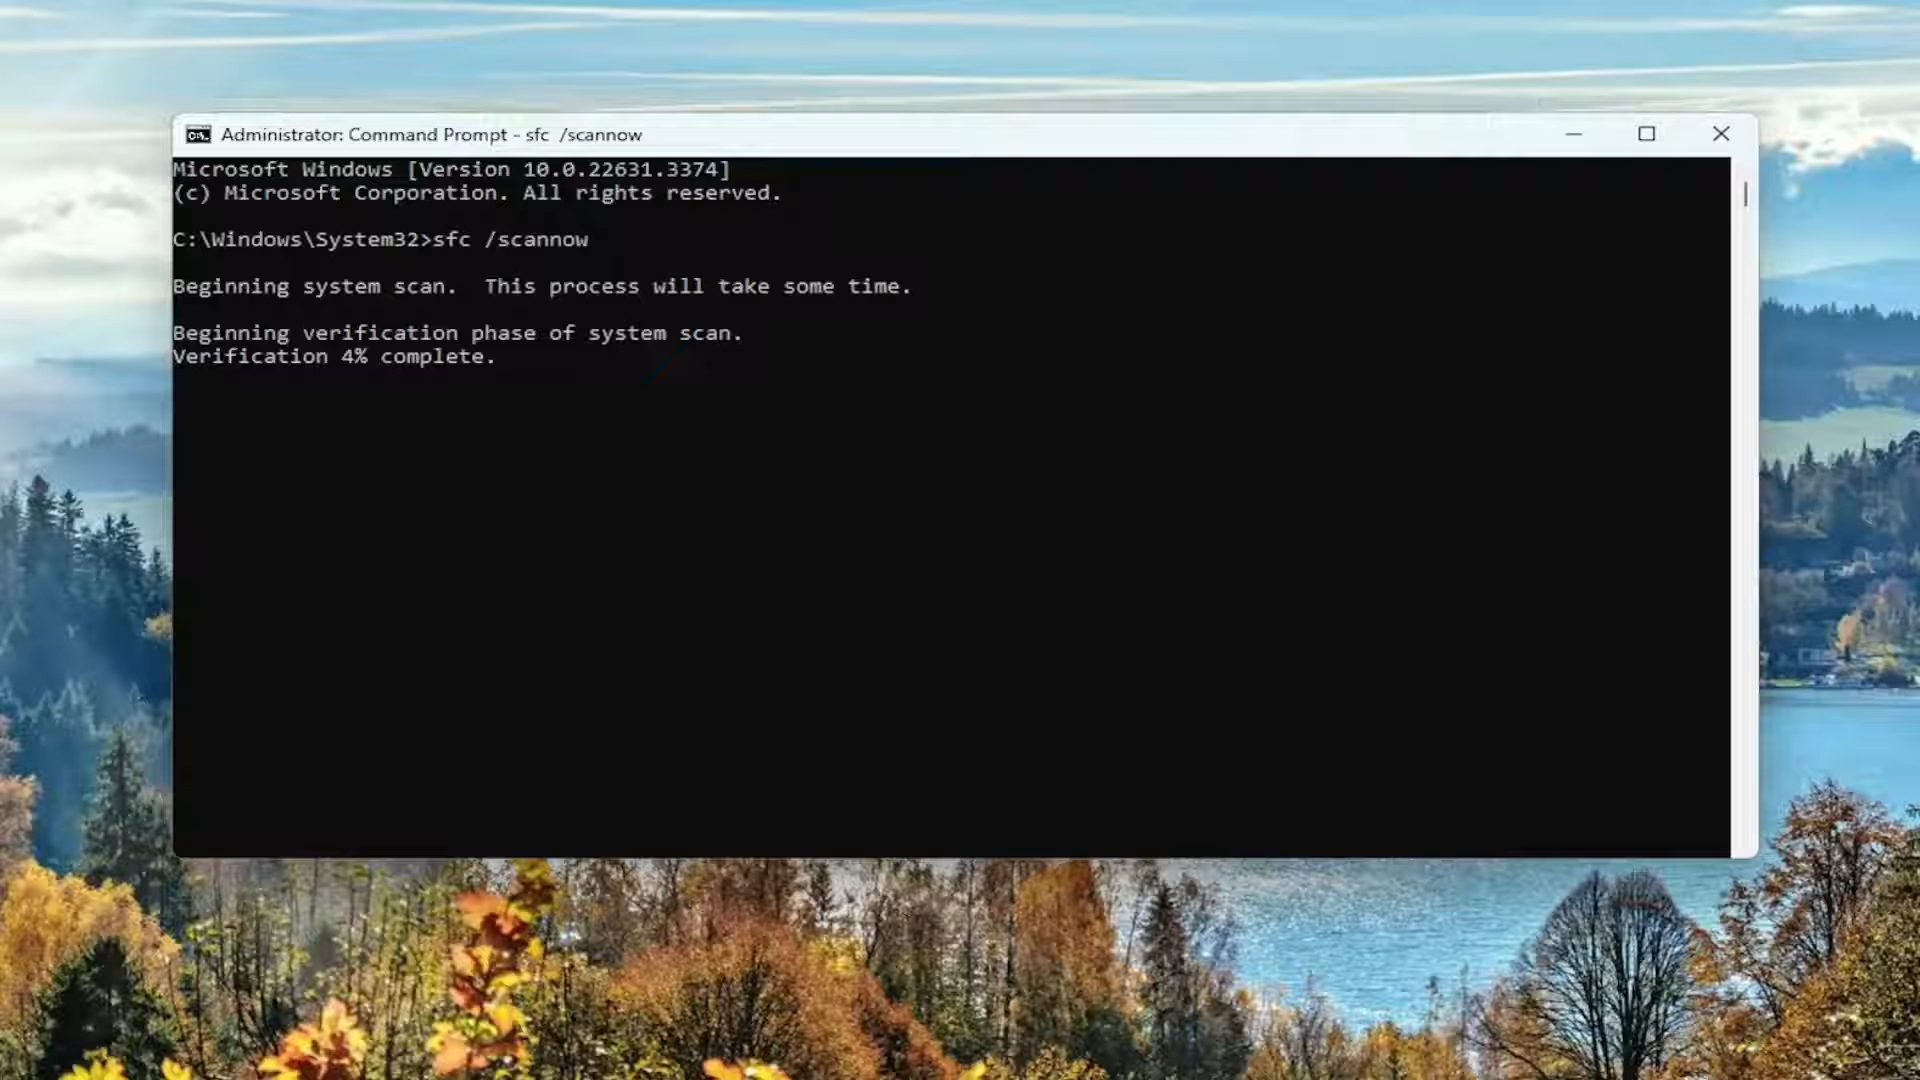 Administrator: Command Prompt - sfc  /scannow
Microsoft Windows [Version 10.0.22631.3374]
(c) Microsoft Corporation. All rights reserved.
C:\Windows\System32>sfc /scannow
Beginning system scan.  This process will take some time.
Beginning verification phase of system scan.
Verification 4% complete.